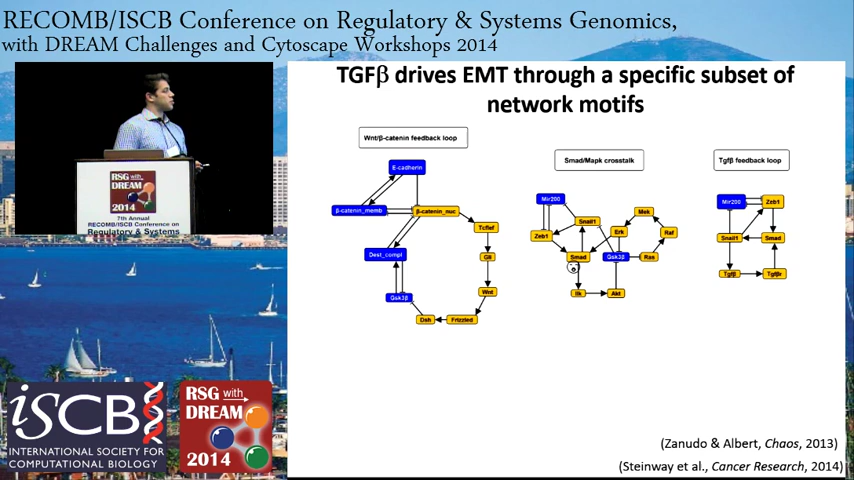 RECOMB/ISCB Conference on Regulatory & Systems Genomics,
with DREAM Challenges and Cytoscape Workshops 2014
RSG with
DREAM
2014
7th Annual
RECOMB/ISCB Conference on
Regulatory & Systems
iSCB
INTERNATIONAL SOCIETY FOR
COMPUTATIONAL BIOLOGY
RSG with
DREAM
2014
TGFβ drives EMT through a specific subset of
network motifs
Wnt/β-catenin feedback loop
E-cadherin
β-catenin_memb
β-catenin_nuc
Tcf/lef
Dest_compl
Gli
Gsk3β
Wnt
Dsh
Frizzled
Smad/Mapk crosstalk
Mir200
Snail1
Mek
Zeb1
Erk
Raf
Smad
Gsk3β
Ras
Ilk
Akt
Tgfβ feedback loop
Mir200
Zeb1
Snail1
Smad
Tgfβ
Tgfβr
(Zanudo & Albert, Chaos, 2013)
(Steinway et al., Cancer Research, 2014)